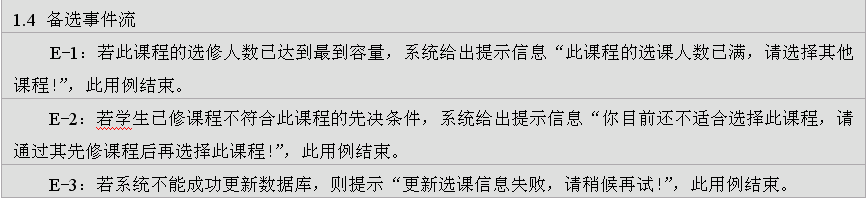 1.4 备选事件流
E-1：若此课程的选修人数已达到最到容量，系统给出提示信息“此课程的选课人数已满，请选择其他
课程!”，此用例结束。
E-2：若学生已修课程不符合此课程的先决条件，系统给出提示信息“你目前还不适合选择此课程，请
通过其先修课程后再选择此课程!”，此用例结束。
E-3：若系统不能成功更新数据库，则提示“更新选课信息失败，请稍候再试!”，此用例结束。